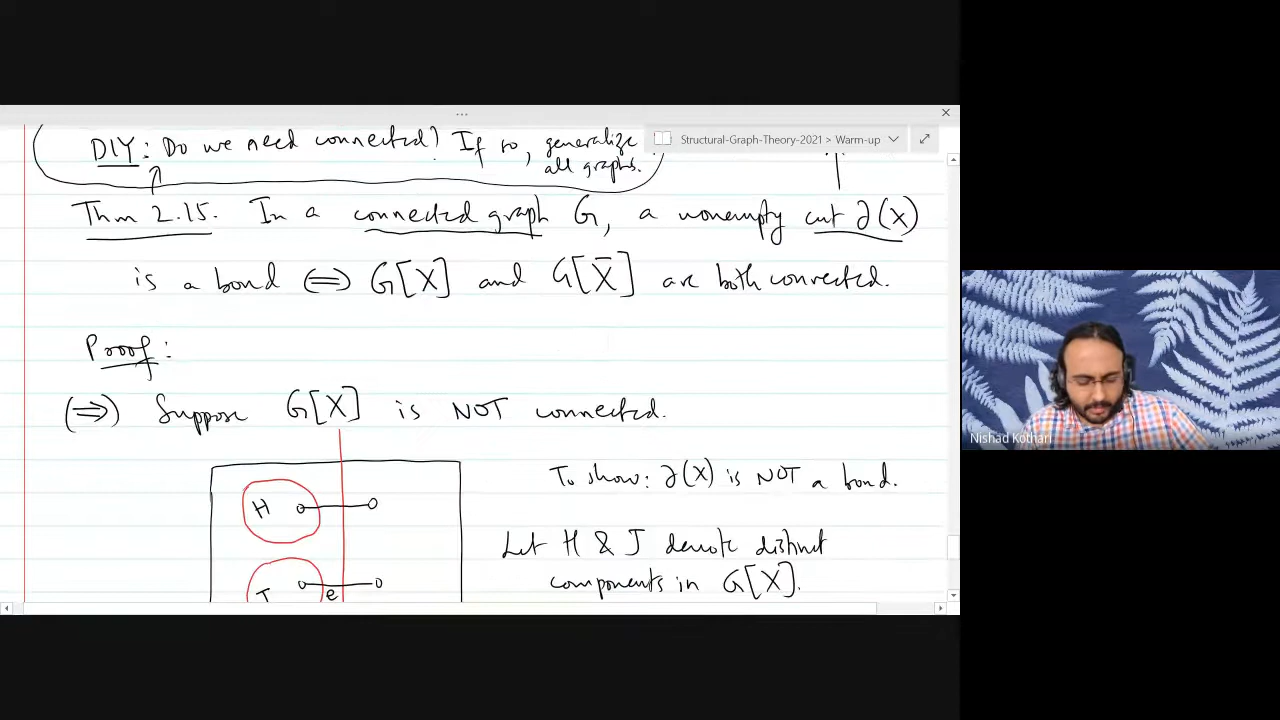 Structural-Graph-Theory-2021 > Warm-up
DIY: Do we need connected? If so, generalize
all graphs.
Thm 2.15. In a connected graph G, a nonempty cut ∂(X)
is a bond ⟺ G[X] and G[X̄] are both connected.
Proof:
(⟹) Suppose G[X] is NOT connected.
To show: ∂(X) is NOT a bond.
H
Let H & J denote distinct
components in G[X].
J
e
Nishad Kothari